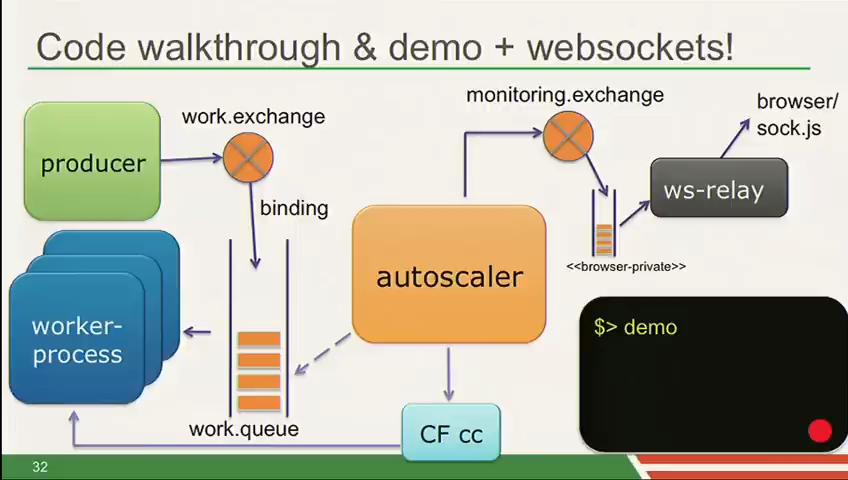 Code walkthrough & demo + websockets!
producer
work.exchange
binding
monitoring.exchange
browser/
sock.js
ws-relay
<<browser-private>>
autoscaler
worker-
process
work.queue
CF cc
$> demo
32